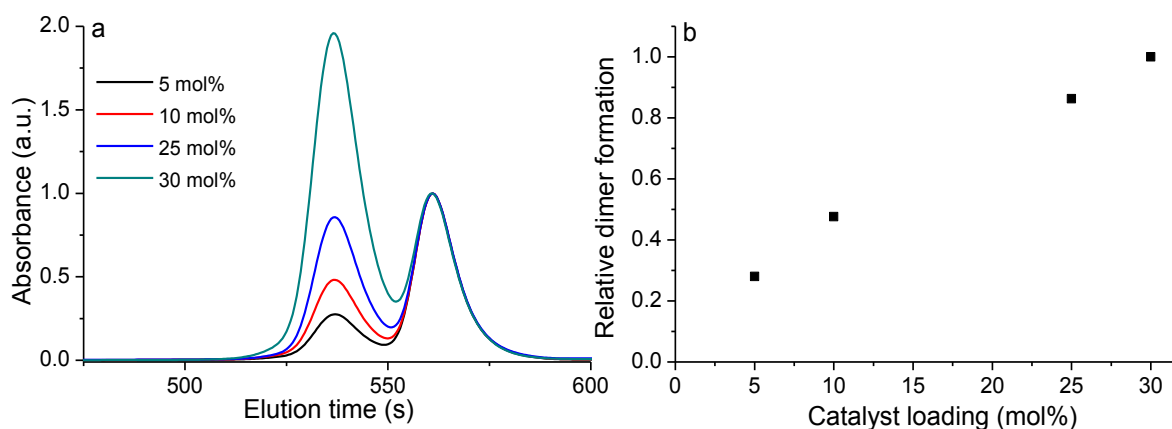 a
2.0
1.5
1.0
0.5
0.0
Absorbance (a.u.)
5 mol%
10 mol%
25 mol%
30 mol%
500
550
600
Elution time (s)
b
1.0
0.8
0.6
0.4
0.2
0.0
Relative dimer formation
0
5
10
15
20
25
30
Catalyst loading (mol%)